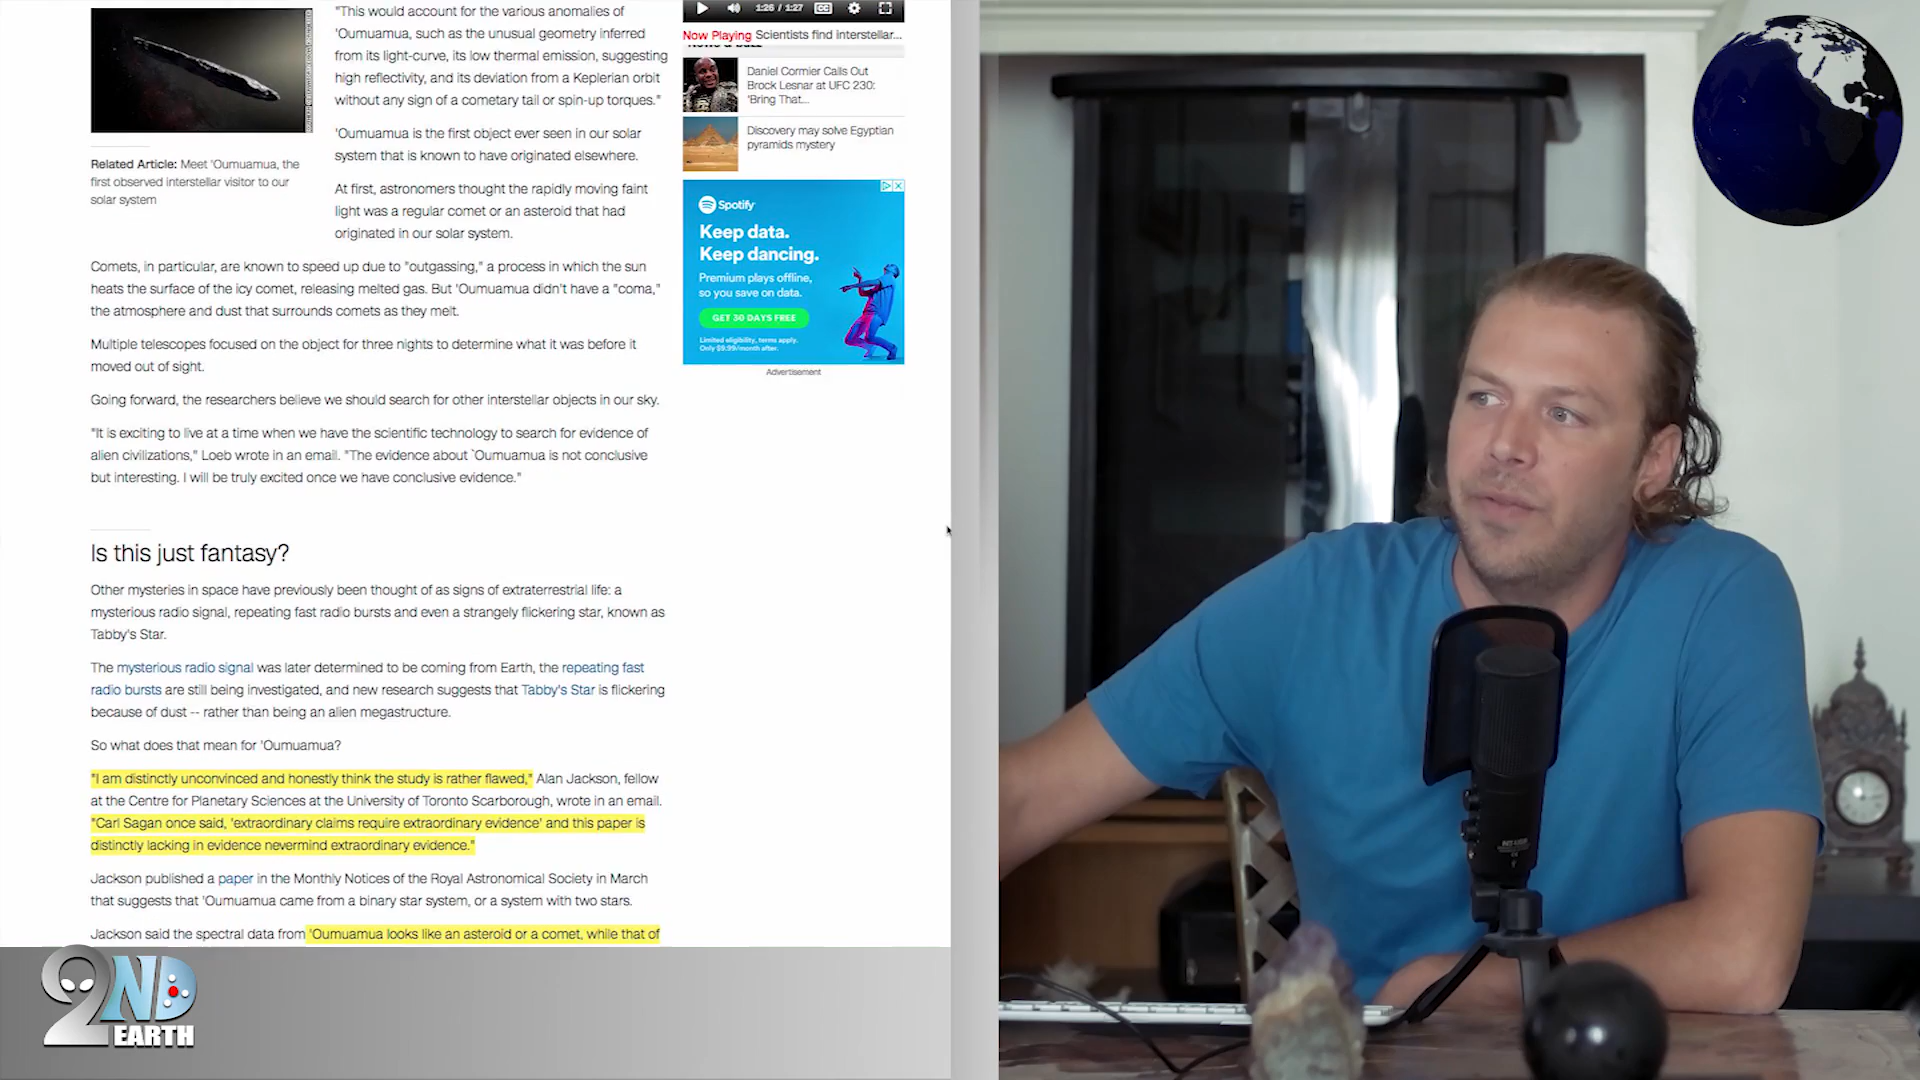 "This would account for the various anomalies of
'Oumuamua, such as the unusual geometry inferred
from its light-curve, its low thermal emission, suggesting
high reflectivity, and its deviation from a Keplerian orbit
without any sign of a cometary tail or spin-up torques."
'Oumuamua is the first object ever seen in our solar
system that is known to have originated elsewhere.
Related Article: Meet 'Oumuamua, the
first observed interstellar visitor to our
solar system
At first, astronomers thought the rapidly moving faint
light was a regular comet or an asteroid that had
originated in our solar system.
Comets, in particular, are known to speed up due to "outgassing," a process in which the sun
heats the surface of the icy comet, releasing melted gas. But 'Oumuamua didn't have a "coma,"
the atmosphere and dust that surrounds comets as they melt.
Multiple telescopes focused on the object for three nights to determine what it was before it
moved out of sight.
Going forward, the researchers believe we should search for other interstellar objects in our sky.
"It is exciting to live at a time when we have the scientific technology to search for evidence of
alien civilizations," Loeb wrote in an email. "The evidence about `Oumuamua is not conclusive
but interesting. I will be truly excited once we have conclusive evidence."
Is this just fantasy?
Other mysteries in space have previously been thought of as signs of extraterrestrial life: a
mysterious radio signal, repeating fast radio bursts and even a strangely flickering star, known as
Tabby's Star.
The mysterious radio signal was later determined to be coming from Earth, the repeating fast
radio bursts are still being investigated, and new research suggests that Tabby's Star is flickering
because of dust -- rather than being an alien megastructure.
So what does that mean for 'Oumuamua?
"I am distinctly unconvinced and honestly think the study is rather flawed," Alan Jackson, fellow
at the Centre for Planetary Sciences at the University of Toronto Scarborough, wrote in an email.
"Carl Sagan once said, 'extraordinary claims require extraordinary evidence' and this paper is
distinctly lacking in evidence nevermind extraordinary evidence."
Jackson published a paper in the Monthly Notices of the Royal Astronomical Society in March
that suggests that 'Oumuamua came from a binary star system, or a system with two stars.
Jackson said the spectral data from 'Oumuamua looks like an asteroid or a comet, while that of
1:26 / 1:27
CC
Now Playing Scientists find interstellar...
News & buzz
Daniel Cormier Calls Out
Brock Lesnar at UFC 230:
'Bring That...
Discovery may solve Egyptian
pyramids mystery
Spotify
Keep data.
Keep dancing.
Premium plays offline,
so you save on data.
GET 30 DAYS FREE
Limited eligibility, terms apply.
Only $9.99/month after.
Advertisement
2ND
EARTH